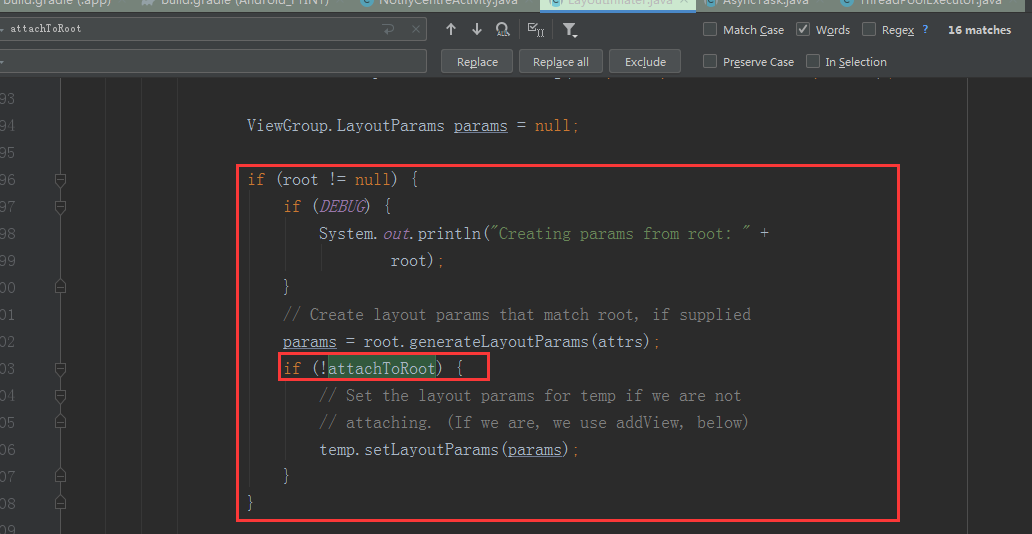 build.gradle (:app) build.gradle (Android_PINT) NotifyCentreActivity.java LayoutInflater.java AsyncTask.java ThreadPoolExecutor.java
attachToRoot Match Case Words Regex ? 16 matches
Replace Replace all Exclude Preserve Case In Selection
93
94 ViewGroup.LayoutParams params = null;
95
96 if (root != null) {
97 if (DEBUG) {
98 System.out.println("Creating params from root: " +
99 root);
00 }
01 // Create layout params that match root, if supplied
02 params = root.generateLayoutParams(attrs);
03 if (!attachToRoot) {
04 // Set the layout params for temp if we are not
05 // attaching. (If we are, we use addView, below)
06 temp.setLayoutParams(params);
07 }
08 }
09